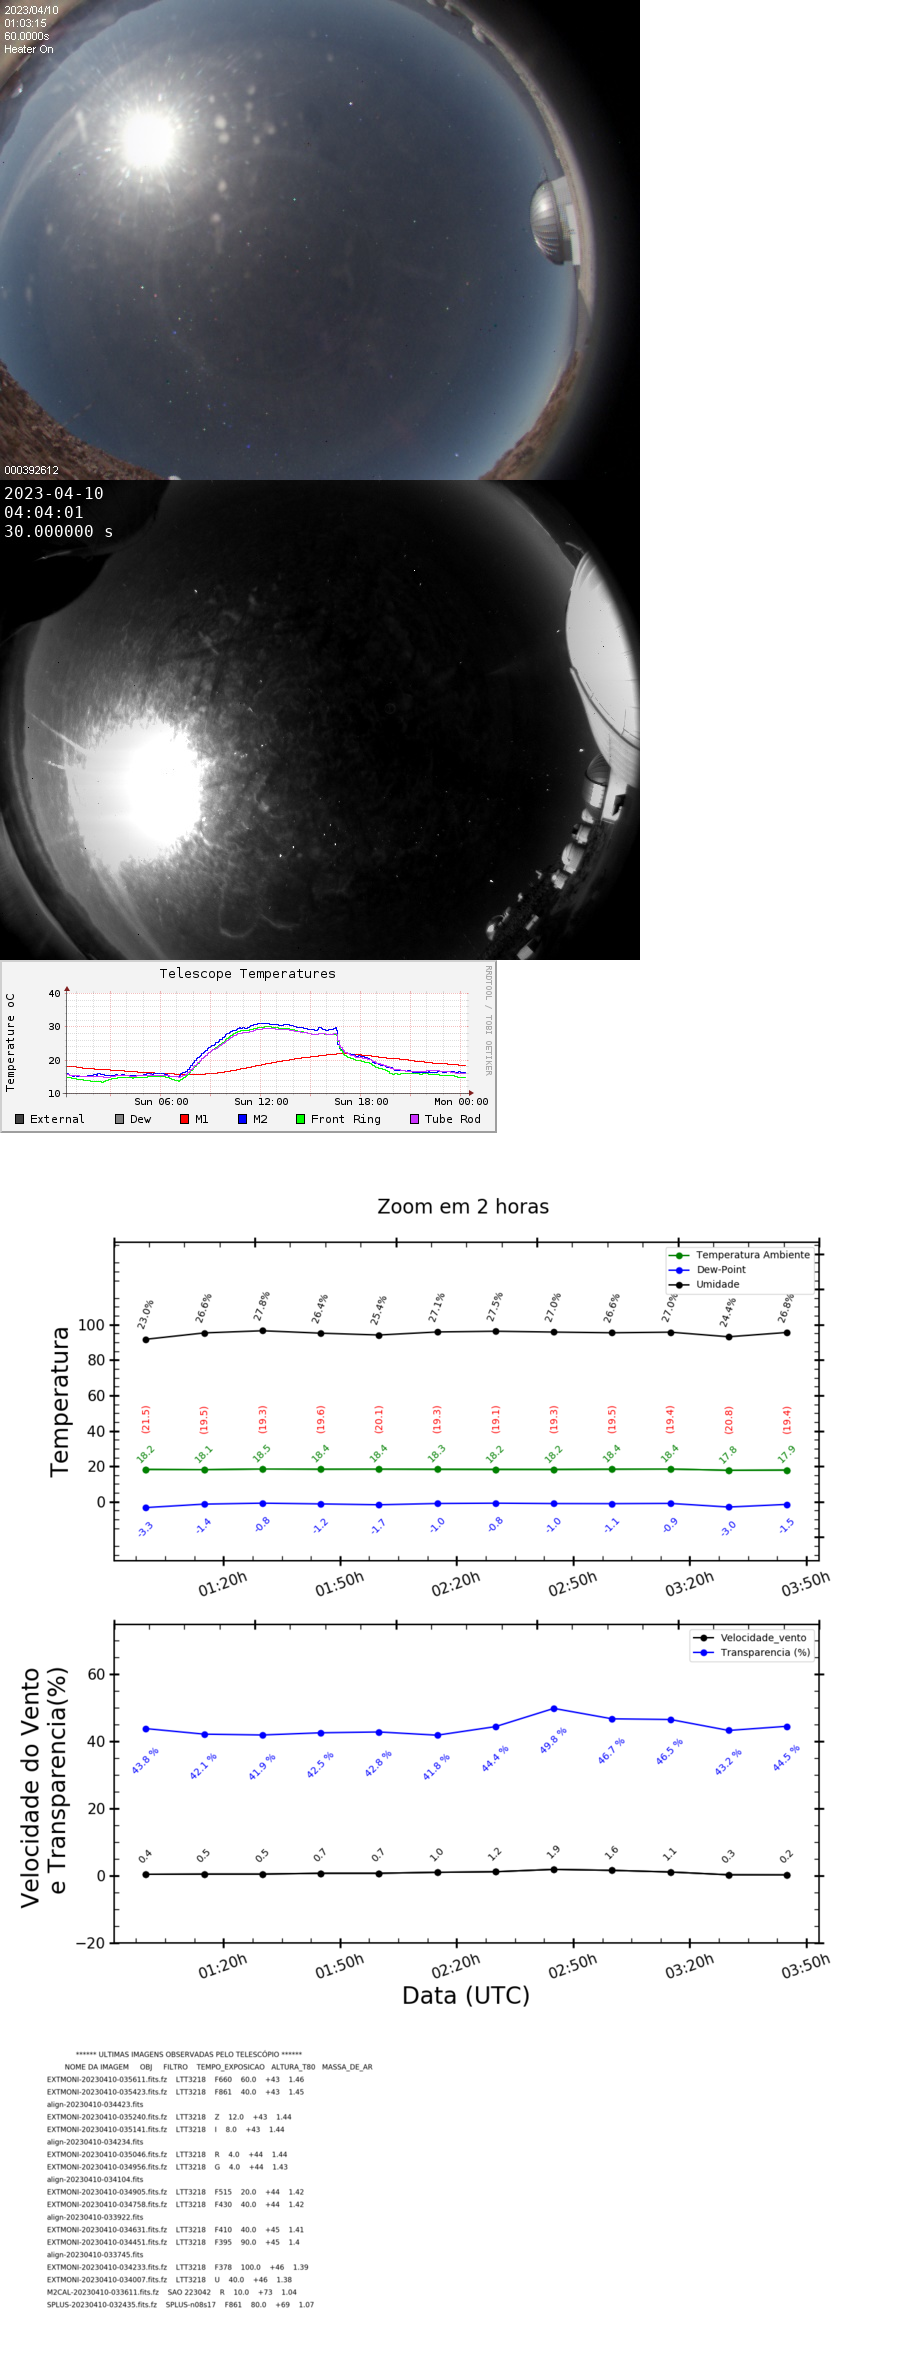 2023/04/10
01:03:15
60.0000s
Heater On
000392612
2023-04-10
04:04:01
30.000000 s
Telescope Temperatures
RRDTOOL / TOBI OETIKER
Temperature oC
40
30
20
10
Sun 06:00 Sun 12:00 Sun 18:00 Mon 00:00
External Dew M1 M2 Front Ring Tube Rod
Zoom em 2 horas
Temperatura Ambiente
Dew-Point
Umidade
Temperatura
100
80
60
40
20
0
23.0% 26.6% 27.8% 26.4% 25.4% 27.1% 27.5% 27.0% 26.6% 27.0% 24.4% 26.8%
(21.5) (19.5) (19.3) (19.6) (20.1) (19.3) (19.1) (19.3) (19.5) (19.4) (20.8) (19.4)
18.2 18.1 18.5 18.4 18.4 18.3 18.2 18.2 18.4 18.4 17.8 17.9
-3.3 -1.4 -0.8 -1.2 -1.7 -1.0 -0.8 -1.0 -1.1 -0.9 -3.0 -1.5
01:20h 01:50h 02:20h 02:50h 03:20h 03:50h
Velocidade_vento
Transparencia (%)
Velocidade do Vento
e Transparencia(%)
60
40
20
0
−20
43.8 % 42.1 % 41.9 % 42.5 % 42.8 % 41.8 % 44.4 % 49.8 % 46.7 % 46.5 % 43.2 % 44.5 %
0.4 0.5 0.5 0.7 0.7 1.0 1.2 1.9 1.6 1.1 0.3 0.2
01:20h 01:50h 02:20h 02:50h 03:20h 03:50h
Data (UTC)
****** ULTIMAS IMAGENS OBSERVADAS PELO TELESCÓPIO ******
NOME DA IMAGEM OBJ FILTRO TEMPO_EXPOSICAO ALTURA_T80 MASSA_DE_AR
EXTMONI-20230410-035611.fits.fz LTT3218 F660 60.0 +43 1.46
EXTMONI-20230410-035423.fits.fz LTT3218 F861 40.0 +43 1.45
align-20230410-034423.fits
EXTMONI-20230410-035240.fits.fz LTT3218 Z 12.0 +43 1.44
EXTMONI-20230410-035141.fits.fz LTT3218 I 8.0 +43 1.44
align-20230410-034234.fits
EXTMONI-20230410-035046.fits.fz LTT3218 R 4.0 +44 1.44
EXTMONI-20230410-034956.fits.fz LTT3218 G 4.0 +44 1.43
align-20230410-034104.fits
EXTMONI-20230410-034905.fits.fz LTT3218 F515 20.0 +44 1.42
EXTMONI-20230410-034758.fits.fz LTT3218 F430 40.0 +44 1.42
align-20230410-033922.fits
EXTMONI-20230410-034631.fits.fz LTT3218 F410 40.0 +45 1.41
EXTMONI-20230410-034451.fits.fz LTT3218 F395 90.0 +45 1.4
align-20230410-033745.fits
EXTMONI-20230410-034233.fits.fz LTT3218 F378 100.0 +46 1.39
EXTMONI-20230410-034007.fits.fz LTT3218 U 40.0 +46 1.38
M2CAL-20230410-033611.fits.fz SAO 223042 R 10.0 +73 1.04
SPLUS-20230410-032435.fits.fz SPLUS-n08s17 F861 80.0 +69 1.07